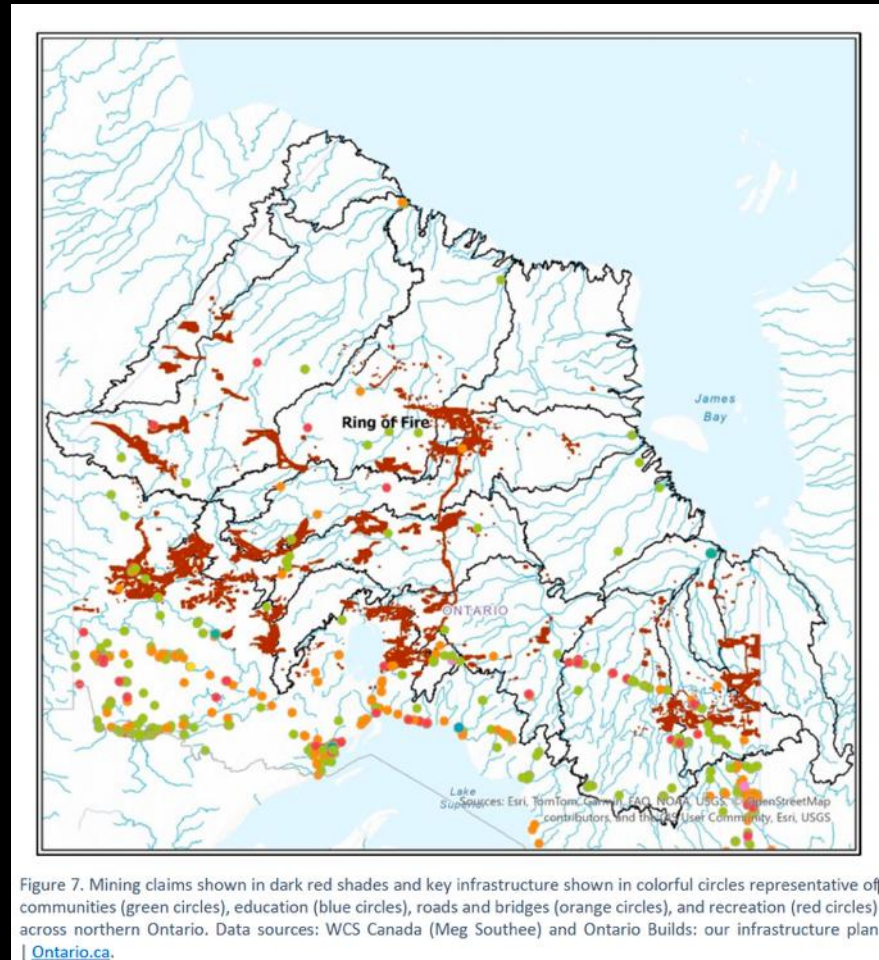 James
Bay
Ring of Fire
ONTARIO
Lake
Superior
Sources: Esri, TomTom, Garmin, FAO, NOAA, USGS, © OpenStreetMap
contributors, and the GIS User Community, Esri, USGS
Figure 7. Mining claims shown in dark red shades and key infrastructure shown in colorful circles representative of
communities (green circles), education (blue circles), roads and bridges (orange circles), and recreation (red circles)
across northern Ontario. Data sources: WCS Canada (Meg Southee) and Ontario Builds: our infrastructure plan
| Ontario.ca.